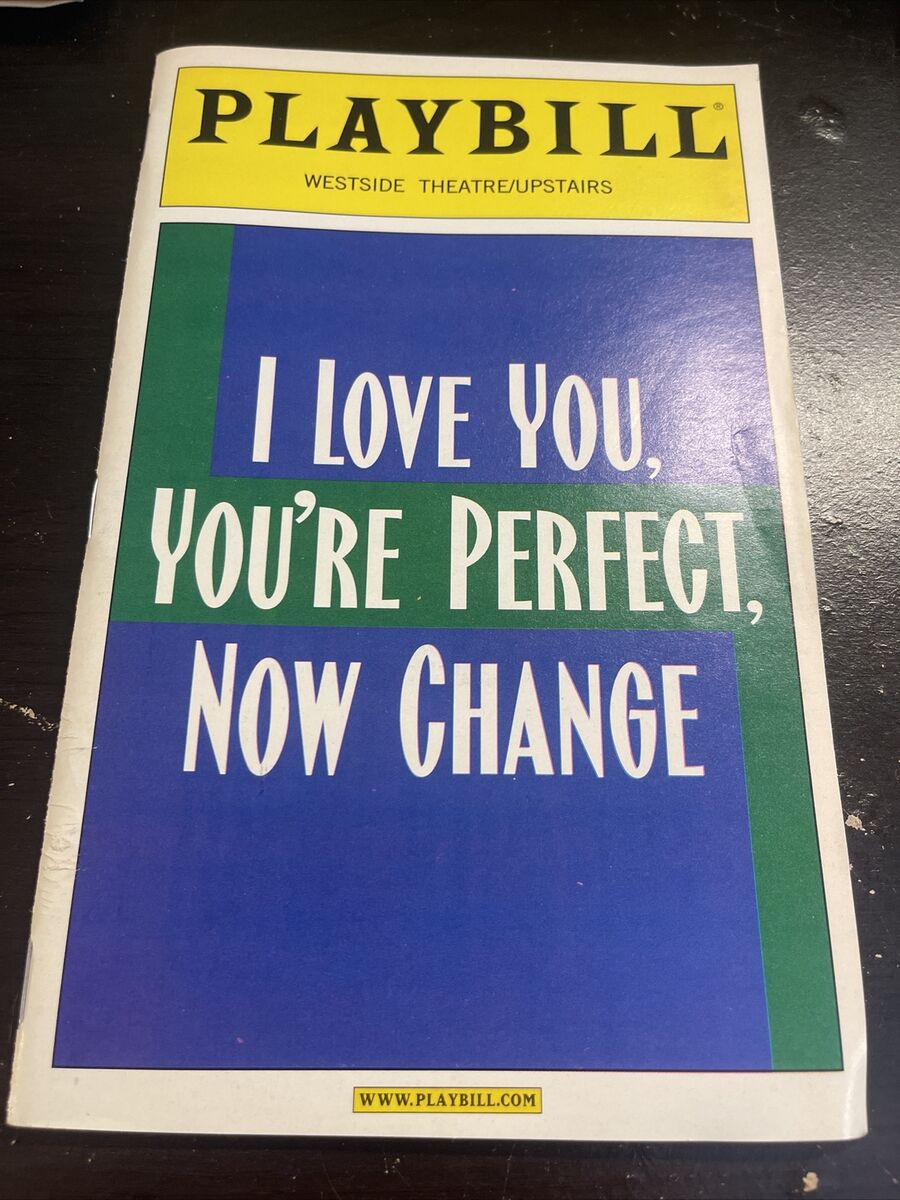 PLAYBILL®
WESTSIDE THEATRE/UPSTAIRS
I LOVE YOU,
YOU'RE PERFECT,
NOW CHANGE
WWW.PLAYBILL.COM